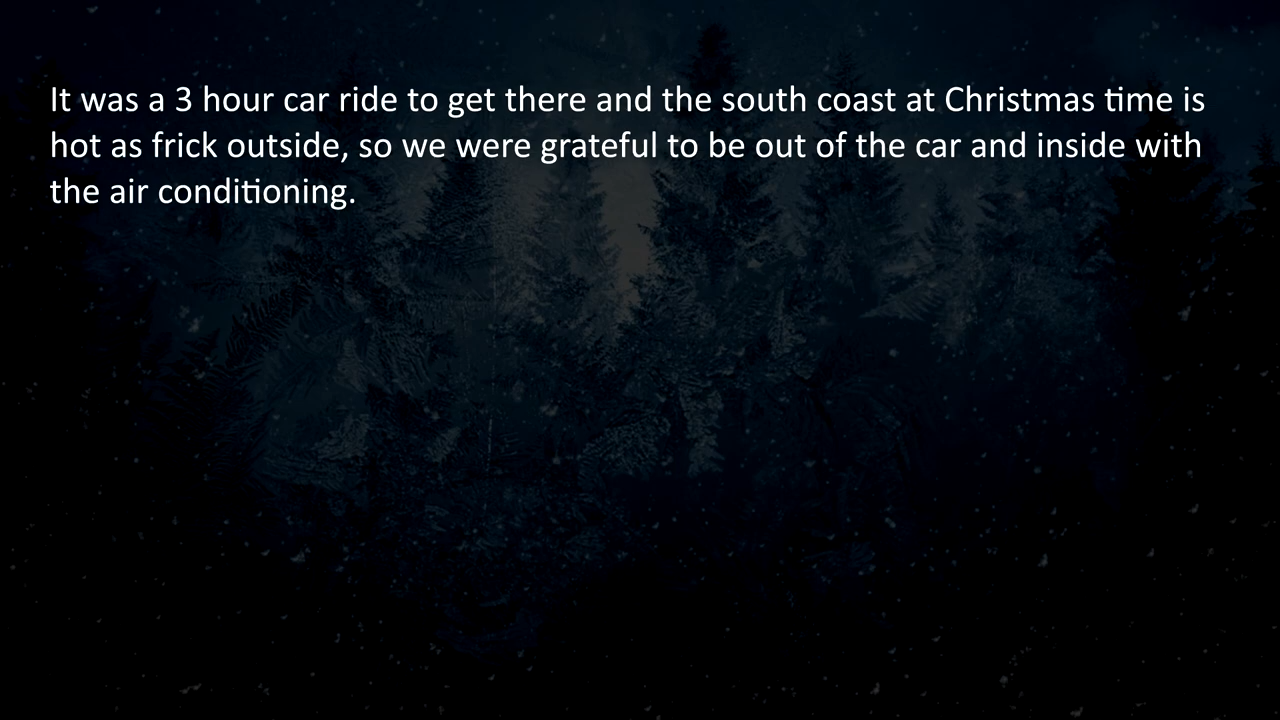 It was a 3 hour car ride to get there and the south coast at Christmas time is
hot as frick outside, so we were grateful to be out of the car and inside with
the air conditioning.